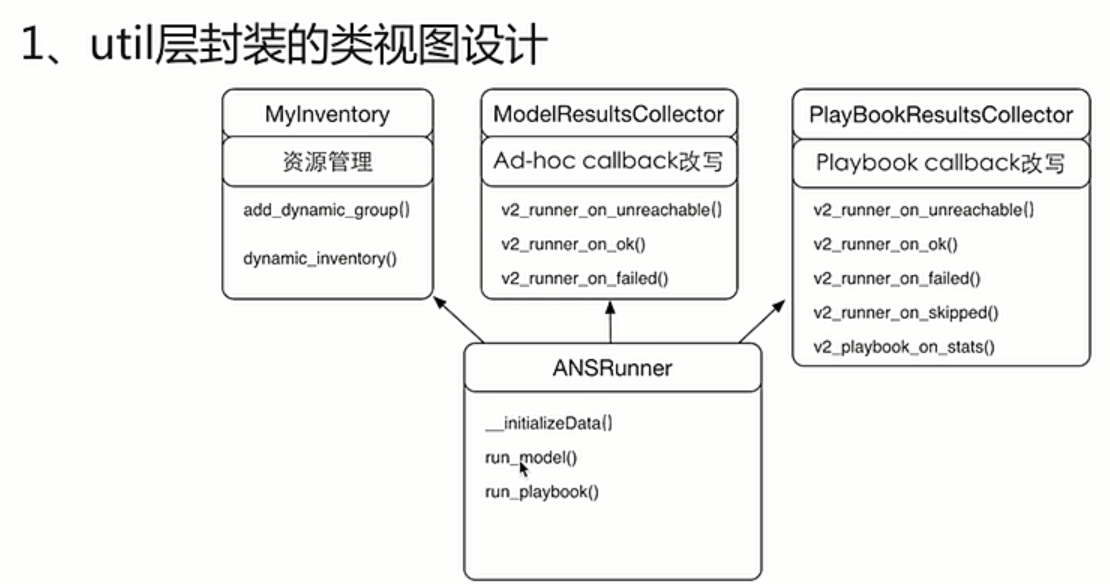 1、util层封装的类视图设计
MyInventory
资源管理
add_dynamic_group()
dynamic_inventory()
ModelResultsCollector
Ad-hoc callback改写
v2_runner_on_unreachable()
v2_runner_on_ok()
v2_runner_on_failed()
PlayBookResultsCollector
Playbook callback改写
v2_runner_on_unreachable()
v2_runner_on_ok()
v2_runner_on_failed()
v2_runner_on_skipped()
v2_playbook_on_stats()
ANSRunner
__initializeData()
run_model()
run_playbook()